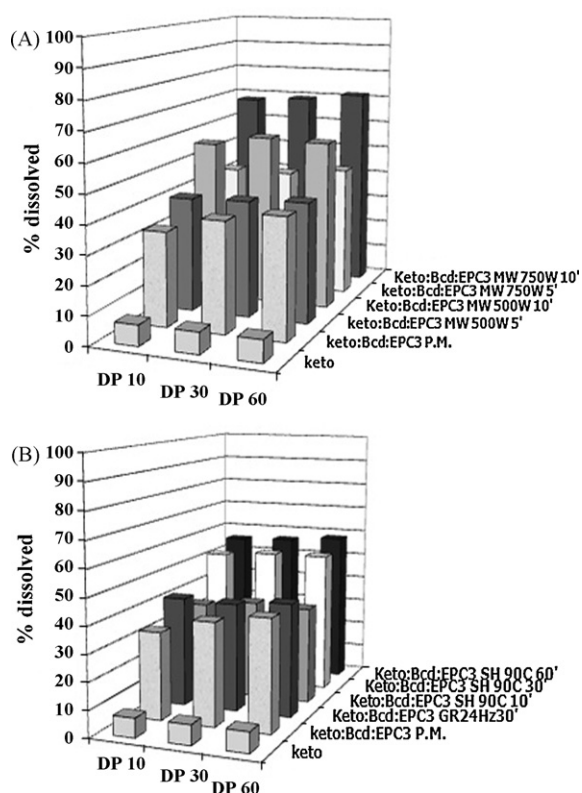 (A)
100
90
80
70
60
50
40
30
20
10
0
% dissolved
DP 10
DP 30
DP 60
Keto:Bcd:EPC3 MW 750W 10'
keto:Bcd:EPC3 MW 750W 5'
Keto:Bcd:EPC3 MW 500W 10'
keto:Bcd:EPC3 MW 500W 5'
keto:Bcd:EPC3 P.M.
keto
(B)
100
90
80
70
60
50
40
30
20
10
0
% dissolved
DP 10
DP 30
DP 60
Keto:Bcd:EPC3 SH 90C 60'
Keto:Bcd:EPC3 SH 90C 30'
Keto:Bcd:EPC3 SH 90C 10'
Keto:Bcd:EPC3 GR24Hz30'
keto:Bcd:EPC3 P.M.
keto